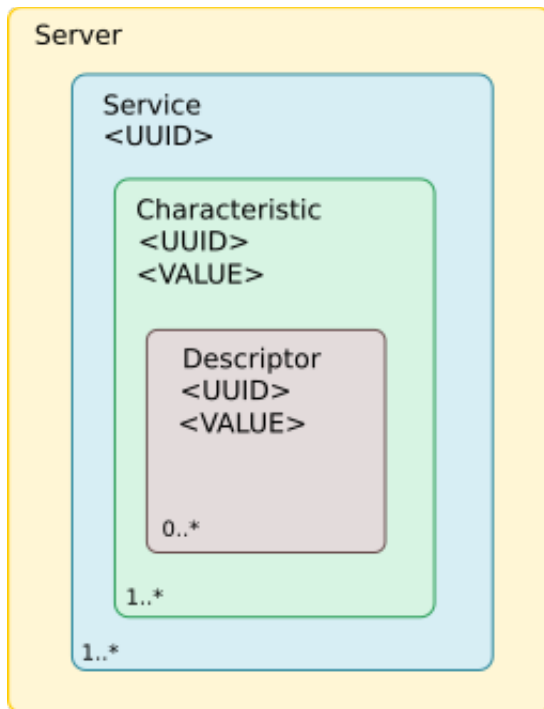 Server
Service
<UUID>
Characteristic
<UUID>
<VALUE>
Descriptor
<UUID>
<VALUE>
0..*
1..*
1..*